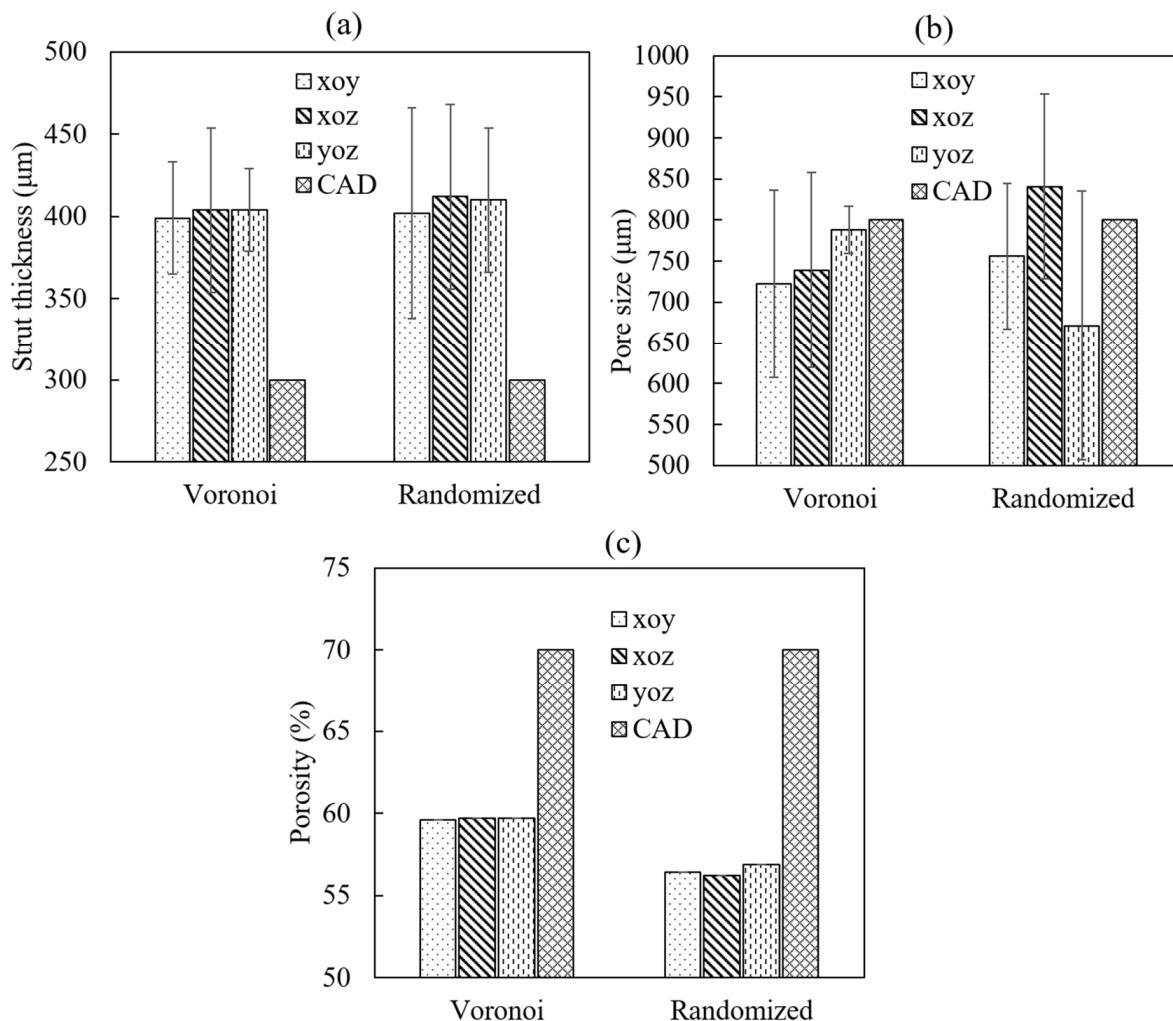 (a)
500
450
400
350
300
250
Strut thickness (μm)
xoy
xoz
yoz
CAD
Voronoi
Randomized
(b)
1000
950
900
850
800
750
700
650
600
550
500
Pore size (μm)
xoy
xoz
yoz
CAD
Voronoi
Randomized
(c)
75
70
65
60
55
50
Porosity (%)
xoy
xoz
yoz
CAD
Voronoi
Randomized